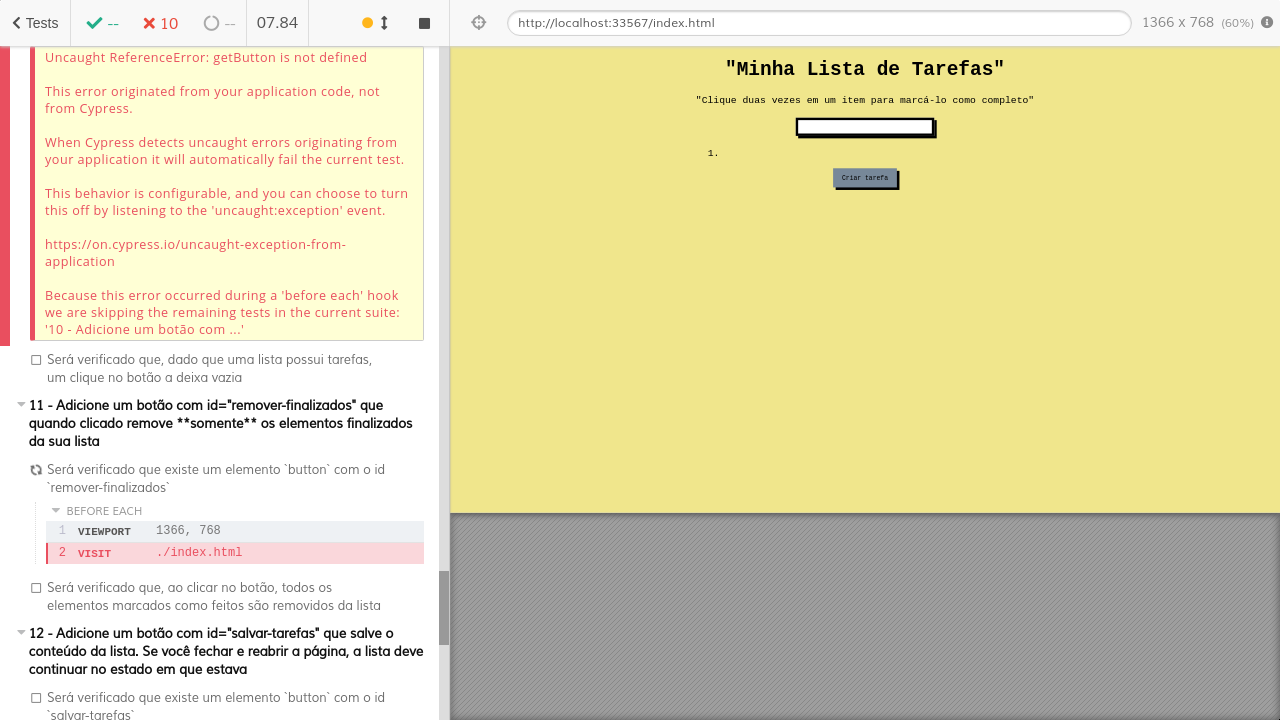 Tests
--
10
--
07.84
http://localhost:33567/index.html
1366 x 768 (60%)
Uncaught ReferenceError: getButton is not defined
This error originated from your application code, not
from Cypress.
When Cypress detects uncaught errors originating from
your application it will automatically fail the current test.
This behavior is configurable, and you can choose to turn
this off by listening to the 'uncaught:exception' event.
https://on.cypress.io/uncaught-exception-from-
application
Because this error occurred during a 'before each' hook
we are skipping the remaining tests in the current suite:
'10 - Adicione um botão com ...'
Será verificado que, dado que uma lista possui tarefas,
um clique no botão a deixa vazia
11 - Adicione um botão com id="remover-finalizados" que
quando clicado remove **somente** os elementos finalizados
da sua lista
Será verificado que existe um elemento `button` com o id
`remover-finalizados`
BEFORE EACH
1 VIEWPORT 1366, 768
2 VISIT ./index.html
Será verificado que, ao clicar no botão, todos os
elementos marcados como feitos são removidos da lista
12 - Adicione um botão com id="salvar-tarefas" que salve o
conteúdo da lista. Se você fechar e reabrir a página, a lista deve
continuar no estado em que estava
Será verificado que existe um elemento `button` com o id
`salvar-tarefas`
"Minha Lista de Tarefas"
"Clique duas vezes em um item para marcá-lo como completo"
1.
Criar tarefa